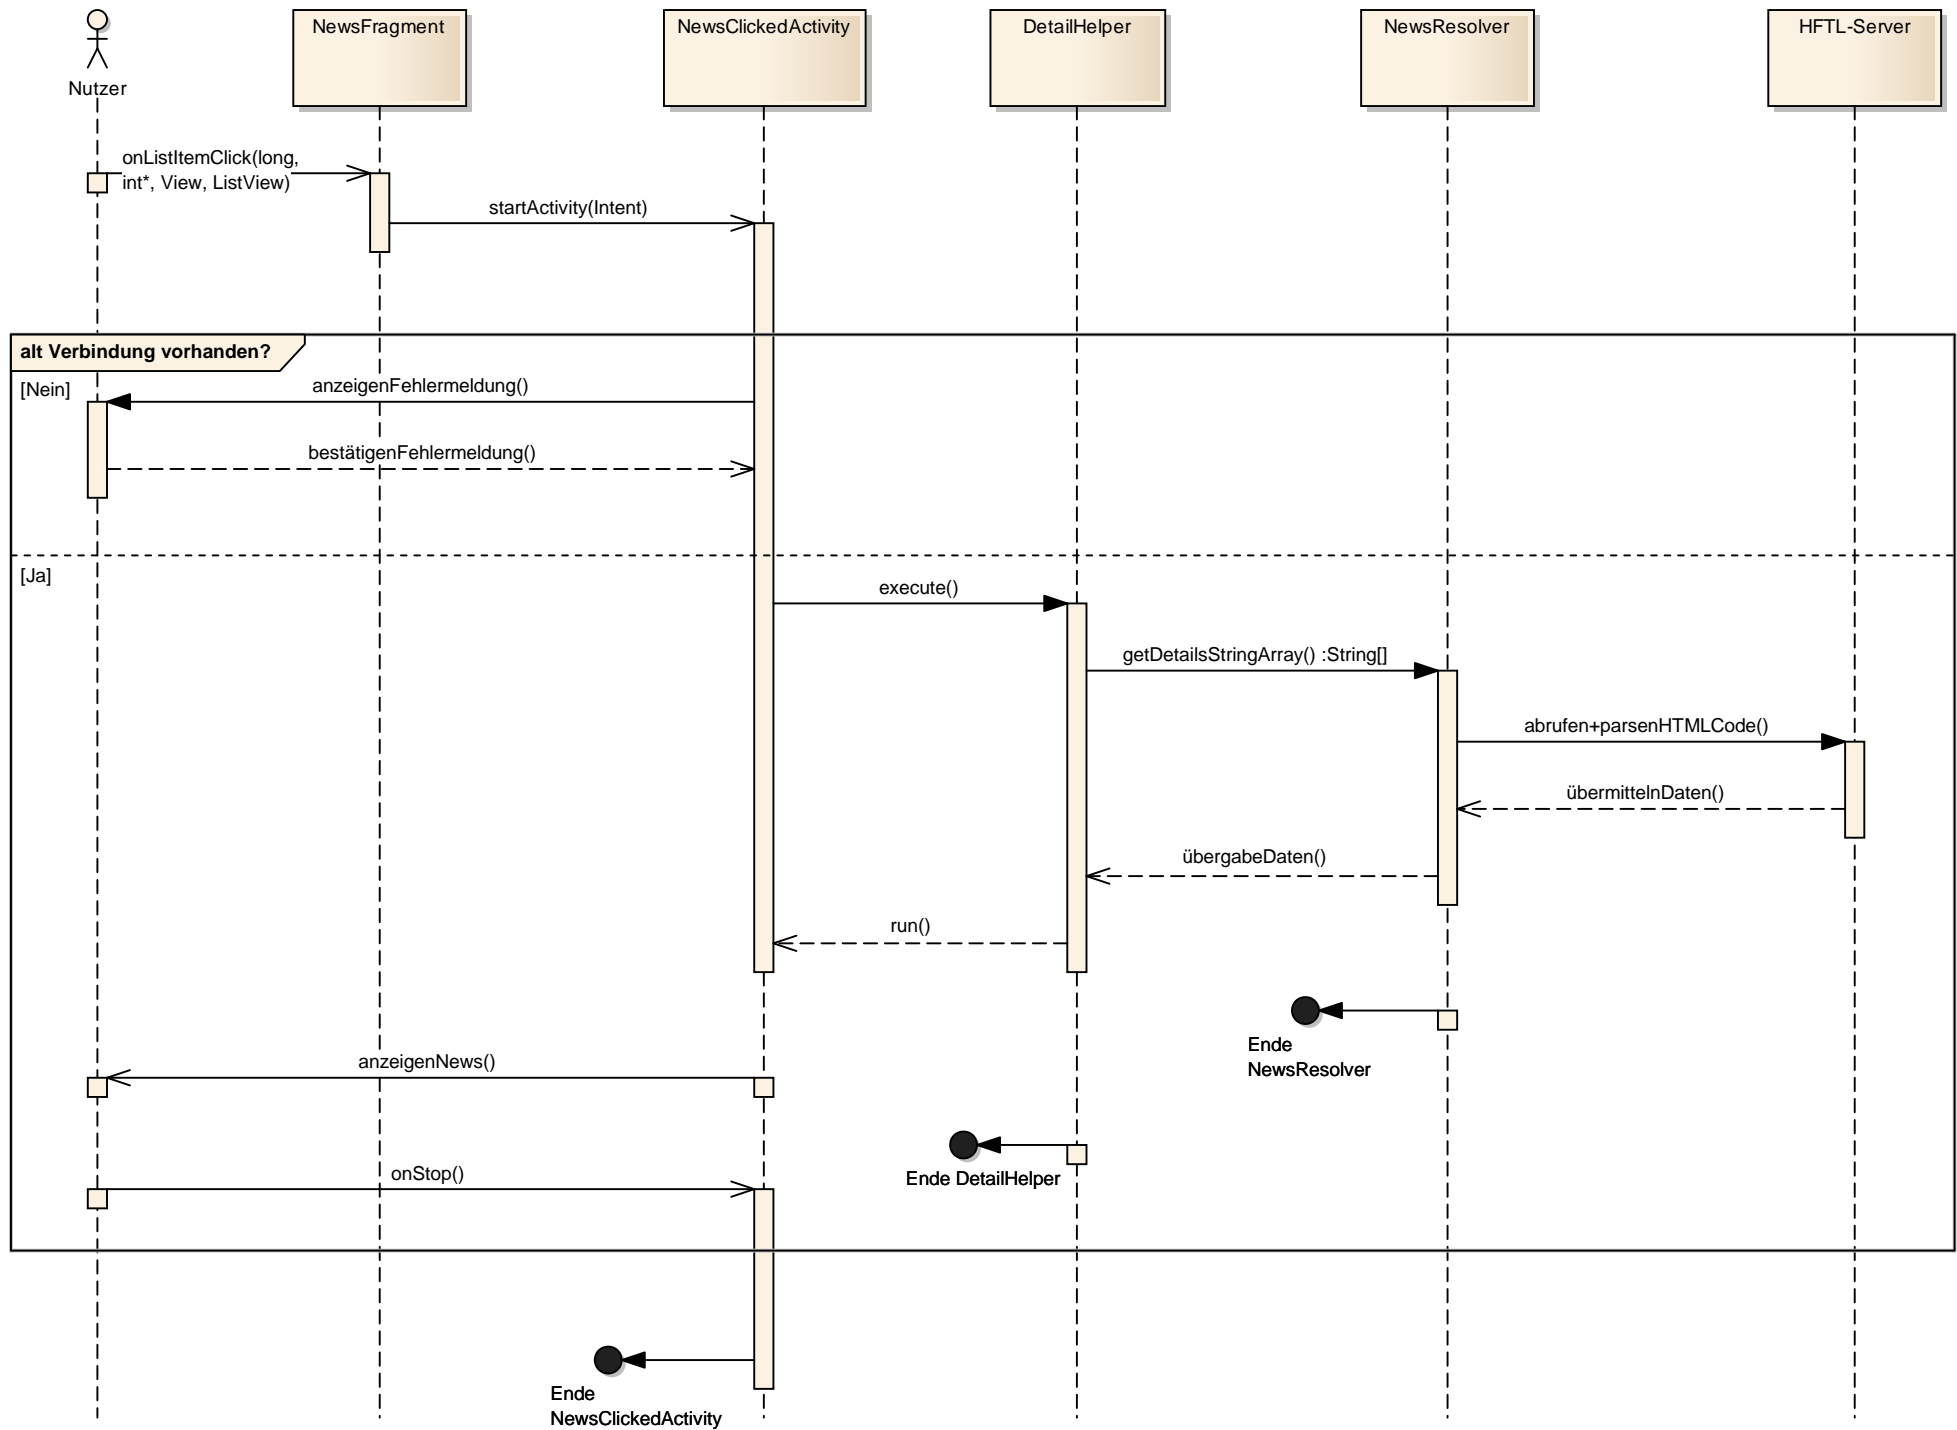 Nutzer
NewsFragment
NewsClickedActivity
DetailHelper
NewsResolver
HFTL-Server
onListItemClick(long,
int*, View, ListView)
startActivity(Intent)
alt Verbindung vorhanden?
[Nein]
anzeigenFehlermeldung()
bestätigenFehlermeldung()
[Ja]
execute()
getDetailsStringArray() :String[]
abrufen+parsenHTMLCode()
übermittelnDaten()
übergabeDaten()
run()
Ende
NewsResolver
anzeigenNews()
Ende DetailHelper
onStop()
Ende
NewsClickedActivity